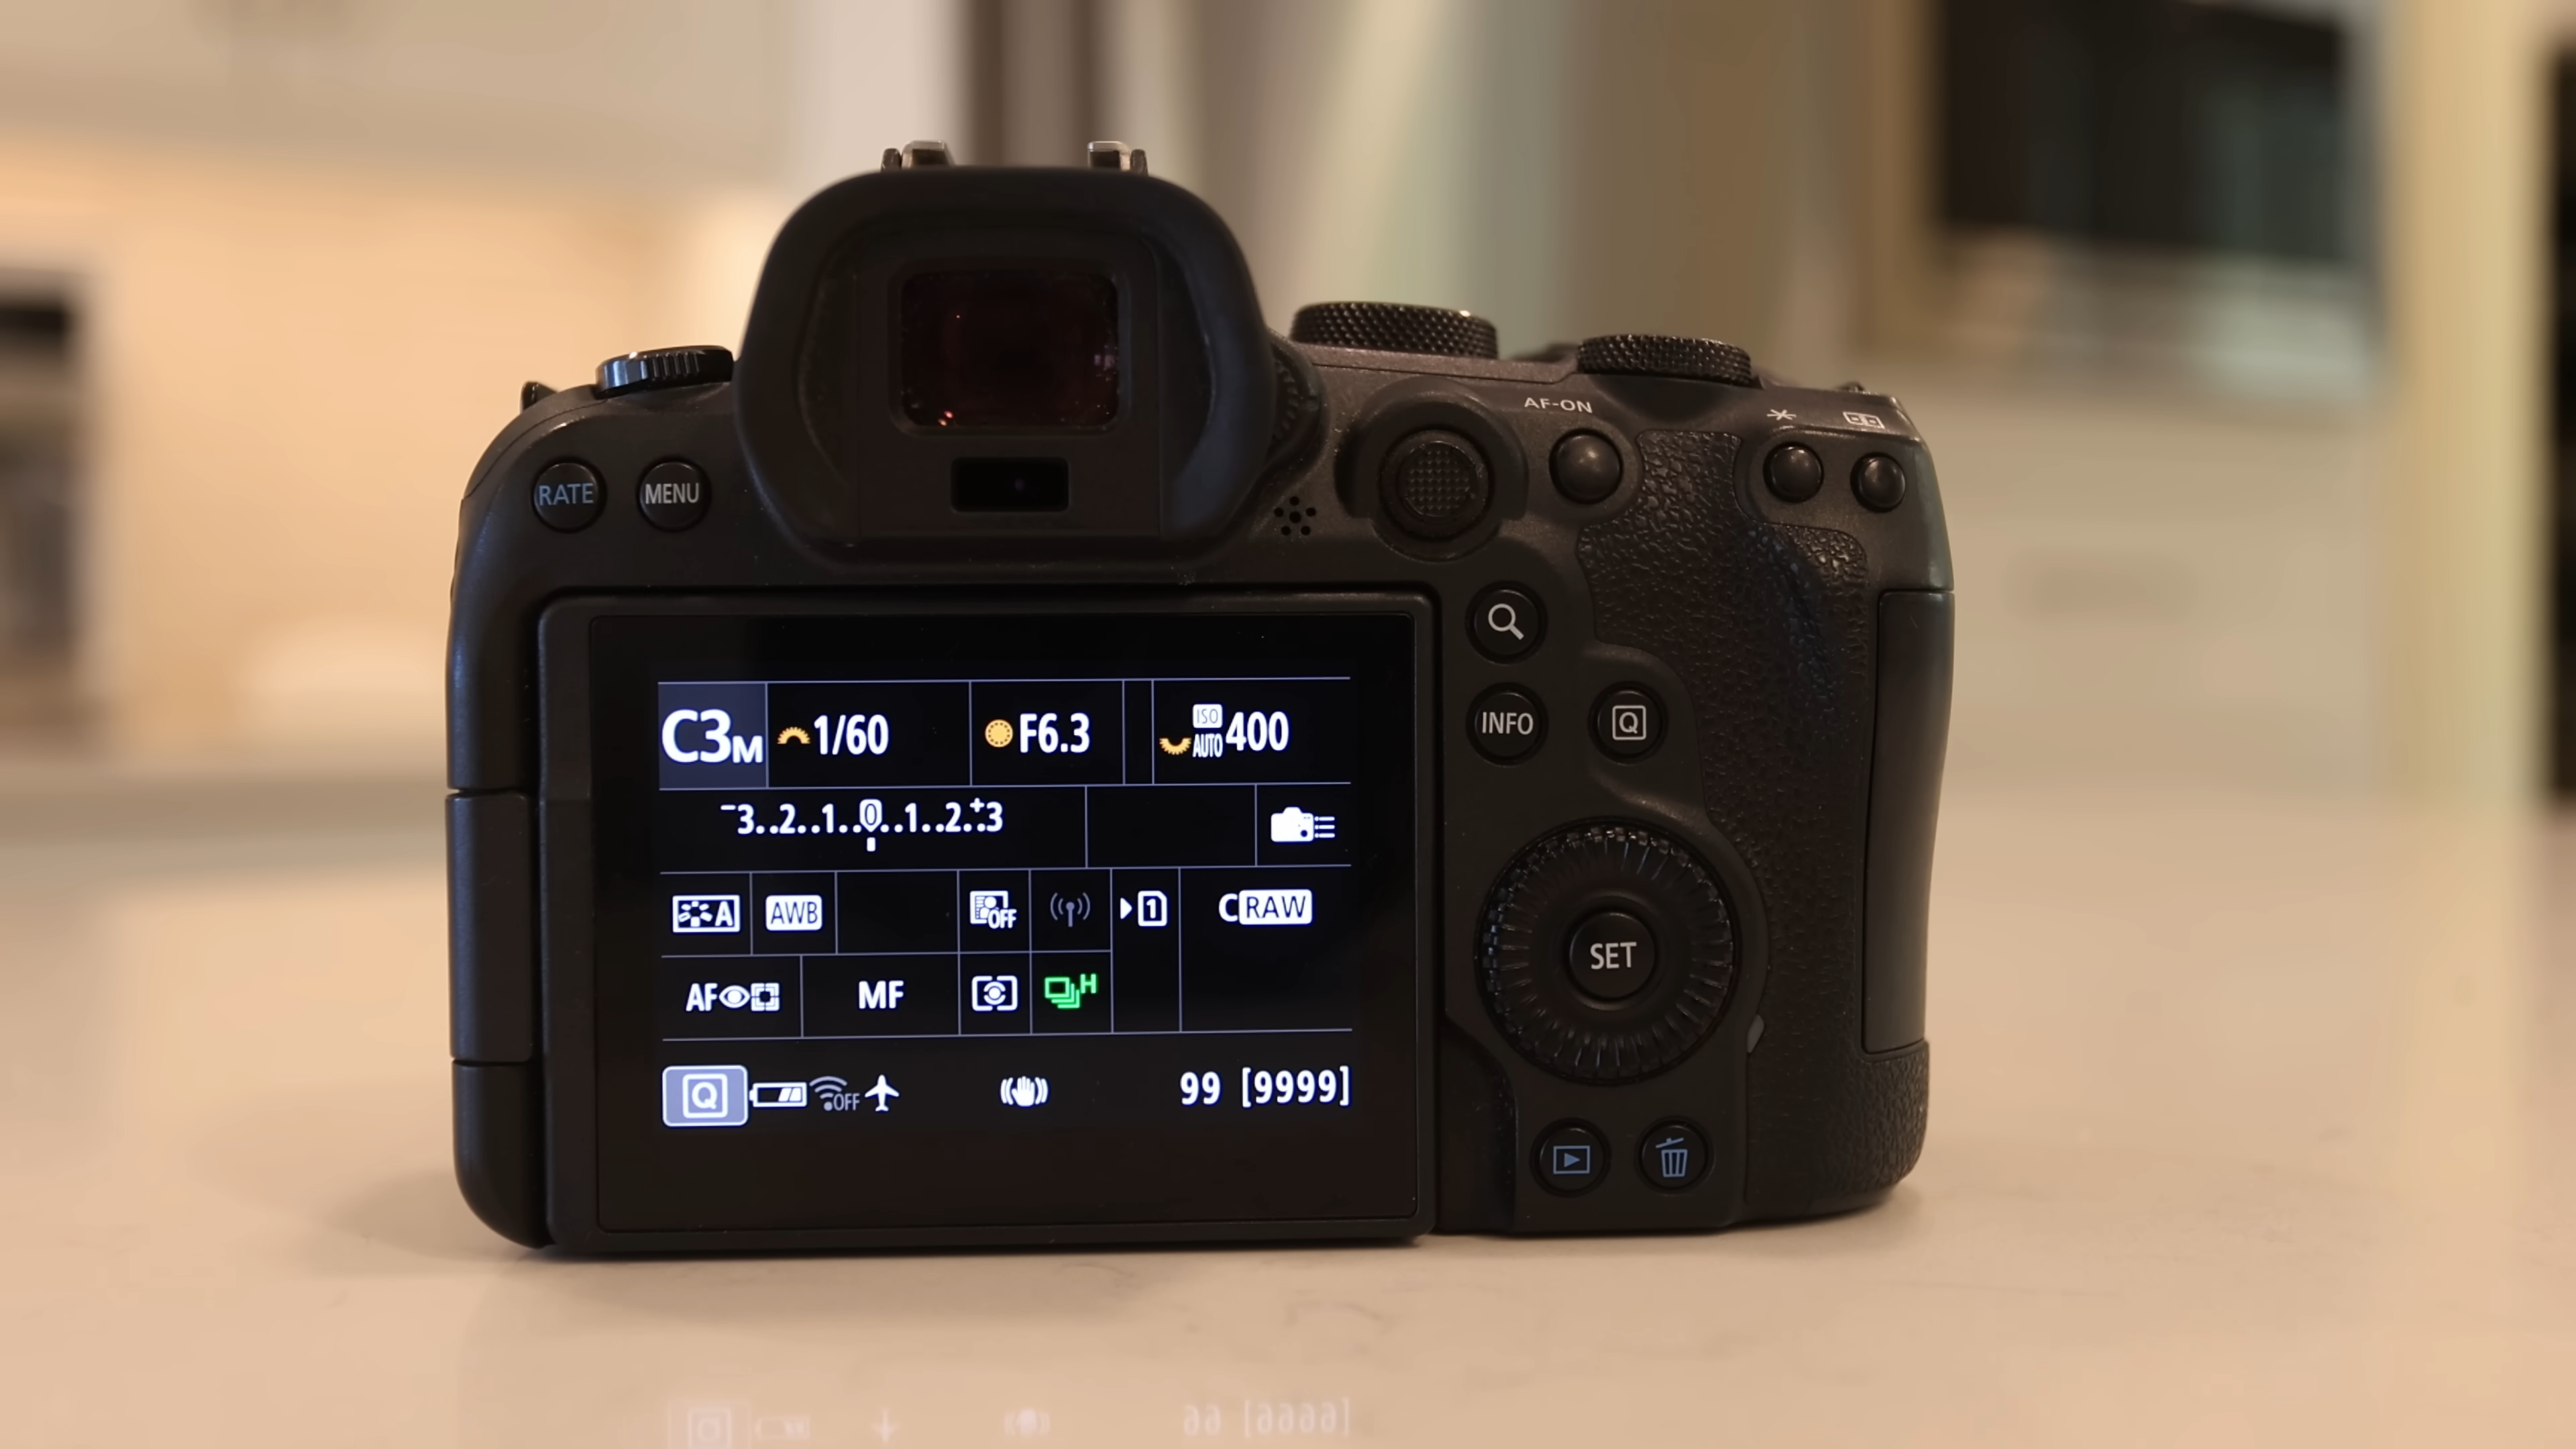 AF-ON
RATE MENU
C3M 1/60 F6.3 ISO AUTO 400
-3..2..1..0..1..2..+3
INFO Q
A AWB OFF 1 CRAW
AF MF H
SET
Q OFF 99 [9999]